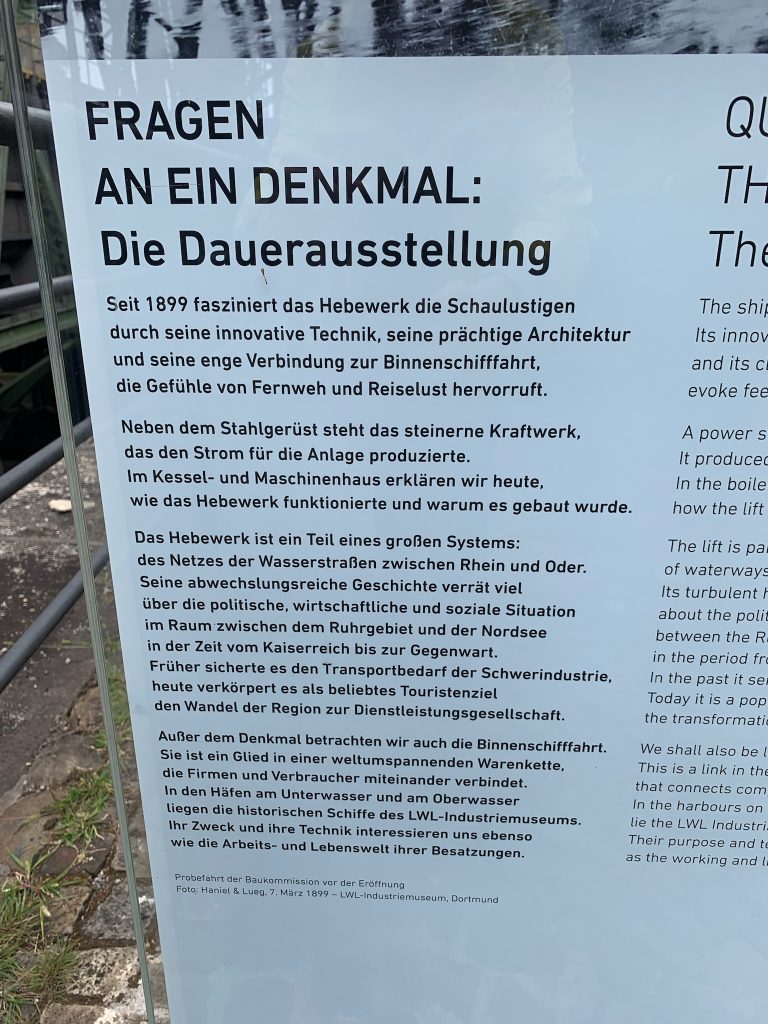 FRAGEN
AN EIN DENKMAL:
Die Dauerausstellung
Seit 1899 fasziniert das Hebewerk die Schaulustigen
durch seine innovative Technik, seine prächtige Architektur
und seine enge Verbindung zur Binnenschifffahrt,
die Gefühle von Fernweh und Reiselust hervorruft.
Neben dem Stahlgerüst steht das steinerne Kraftwerk,
das den Strom für die Anlage produzierte.
Im Kessel- und Maschinenhaus erklären wir heute,
wie das Hebewerk funktionierte und warum es gebaut wurde.
Das Hebewerk ist ein Teil eines großen Systems:
des Netzes der Wasserstraßen zwischen Rhein und Oder.
Seine abwechslungsreiche Geschichte verrät viel
über die politische, wirtschaftliche und soziale Situation
im Raum zwischen dem Ruhrgebiet und der Nordsee
in der Zeit vom Kaiserreich bis zur Gegenwart.
Früher sicherte es den Transportbedarf der Schwerindustrie,
heute verkörpert es als beliebtes Touristenziel
den Wandel der Region zur Dienstleistungsgesellschaft.
Außer dem Denkmal betrachten wir auch die Binnenschifffahrt.
Sie ist ein Glied in einer weltumspannenden Warenkette,
die Firmen und Verbraucher miteinander verbindet.
In den Häfen am Unterwasser und am Oberwasser
liegen die historischen Schiffe des LWL-Industriemuseums.
Ihr Zweck und ihre Technik interessieren uns ebenso
wie die Arbeits- und Lebenswelt ihrer Besatzungen.
Probefahrt der Baukommission vor der Eröffnung
Foto: Haniel & Lueg, 7. März 1899 – LWL-Industriemuseum, Dortmund
QU
TH
The
The ship
Its innov
and its c
evoke fee
A power s
It produced
In the boile
how the lift
The lift is pa
of waterways
Its turbulent h
about the polit
between the R
in the period fro
In the past it se
Today it is a pop
the transformati
We shall also be l
This is a link in the
that connects com
In the harbours on
lie the LWL Industri
Their purpose and te
as the working and li